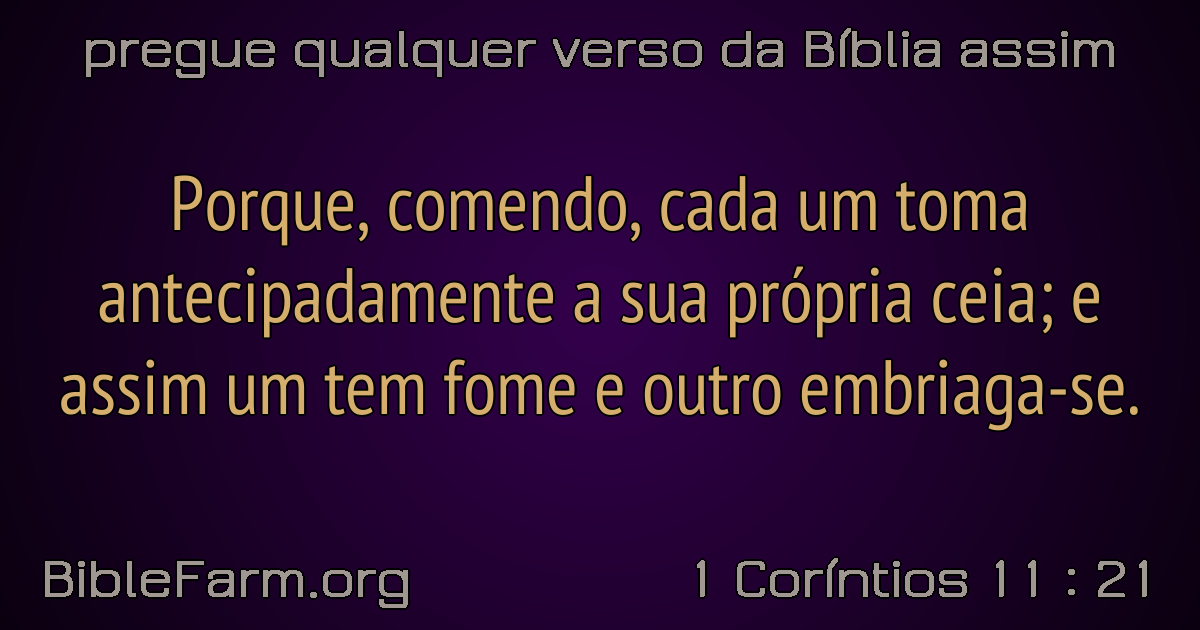 pregue qualquer verso da Bíblia assim
Porque, comendo, cada um toma
antecipadamente a sua própria ceia; e
assim um tem fome e outro embriaga-se.
BibleFarm.org
1 Coríntios 11 : 21